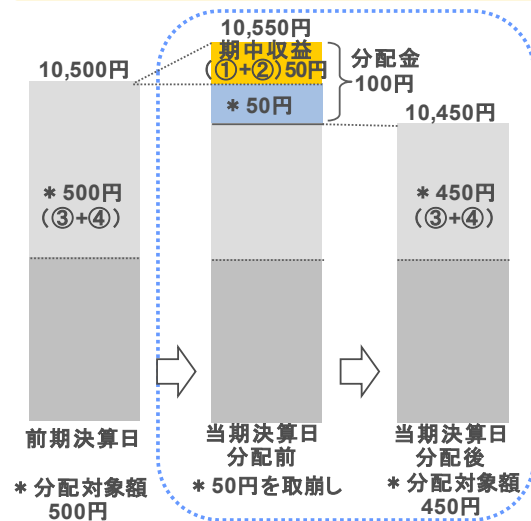 10,550円
期中収益
(①+②)50円
分配金
100円
10,500円
＊50円
10,450円
＊500円
(③+④)
＊450円
(③+④)
前期決算日
当期決算日
分配前
当期決算日
分配後
＊分配対象額
500円
＊50円を取崩し
＊分配対象額
450円